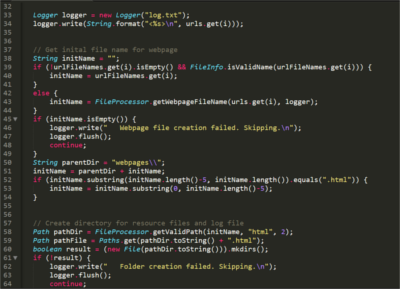 32
33 Logger logger = new Logger("log.txt");
34 logger.write(String.format("<%s>\n", urls.get(i)));
35
36
37 // Get inital file name for webpage
38 String initName = "";
39 if (!urlFileNames.get(i).isEmpty() && FileInfo.isValidName(urlFileNames.get(i))) {
40 initName = urlFileNames.get(i);
41 }
42 else {
43 initName = FileProcessor.getWebpageFileName(urls.get(i), logger);
44 }
45 if (initName.isEmpty()) {
46 logger.write("   Webpage file creation failed. Skipping.\n");
47 logger.flush();
48 continue;
49 }
50 String parentDir = "webpages\\";
51 initName = parentDir + initName;
52 if (initName.substring(initName.length()-5, initName.length()).equals(".html")) {
53 initName = initName.substring(0, initName.length()-5);
54 }
55
56
57 // Create directory for resource files and log file
58 Path pathDir = FileProcessor.getValidPath(initName, "html", 2);
59 Path pathFile = Paths.get(pathDir.toString() + ".html");
60 boolean result = (new File(pathDir.toString())).mkdirs();
61 if (!result) {
62 logger.write("   Folder creation failed. Skipping.\n");
63 logger.flush();
64 continue;